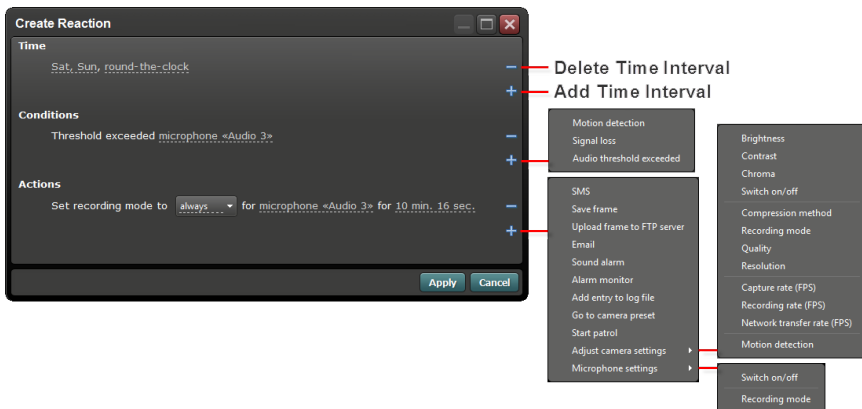 Create Reaction
Time
Sat, Sun, round-the-clock
Delete Time Interval
Add Time Interval
Conditions
Threshold exceeded microphone «Audio 3»
Actions
Set recording mode to always for microphone «Audio 3» for 10 min. 16 sec.
Apply
Cancel
Motion detection
Signal loss
Audio threshold exceeded
SMS
Save frame
Upload frame to FTP server
Email
Sound alarm
Alarm monitor
Add entry to log file
Go to camera preset
Start patrol
Adjust camera settings
Microphone settings
Brightness
Contrast
Chroma
Switch on/off
Compression method
Recording mode
Quality
Resolution
Capture rate (FPS)
Recording rate (FPS)
Network transfer rate (FPS)
Motion detection
Switch on/off
Recording mode